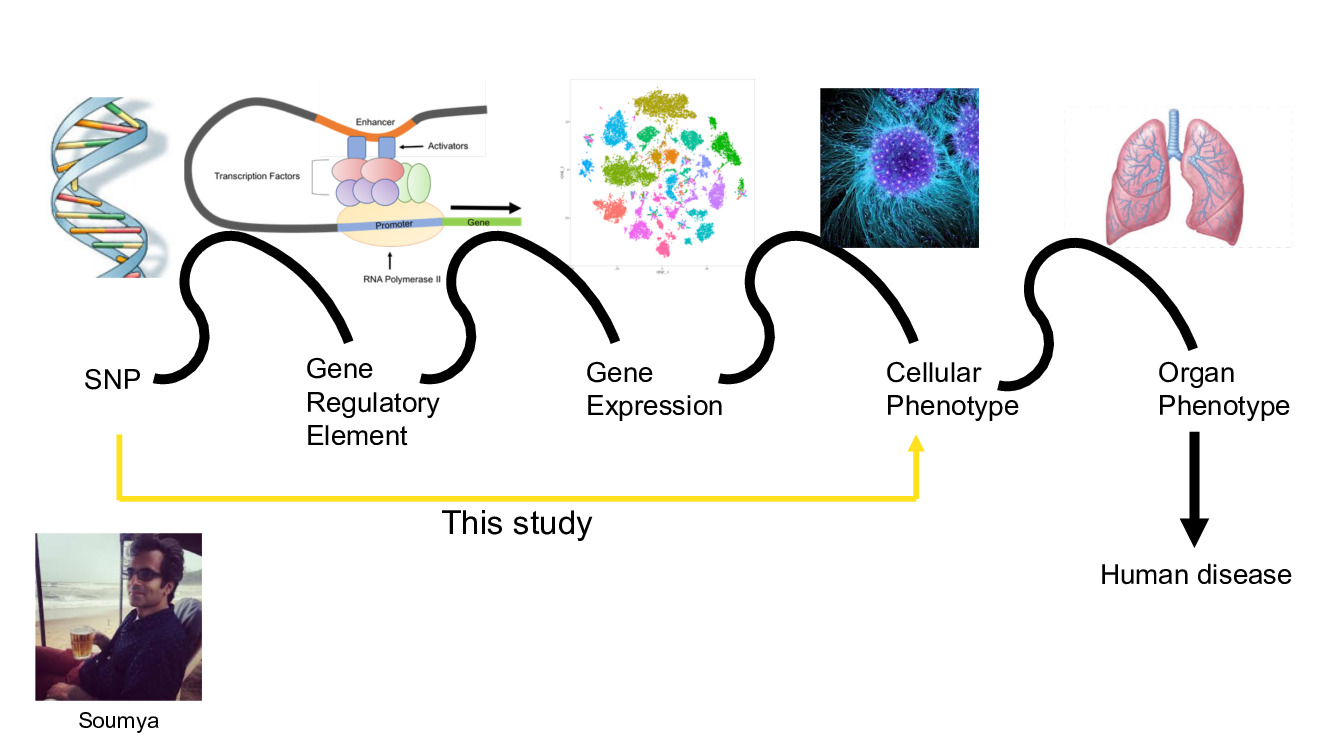 Enhancer
Activators
Transcription Factors
Promoter
Gene
RNA Polymerase II
SNP
Gene
Regulatory
Element
Gene
Expression
Cellular
Phenotype
Organ
Phenotype
This study
Human disease
Soumya